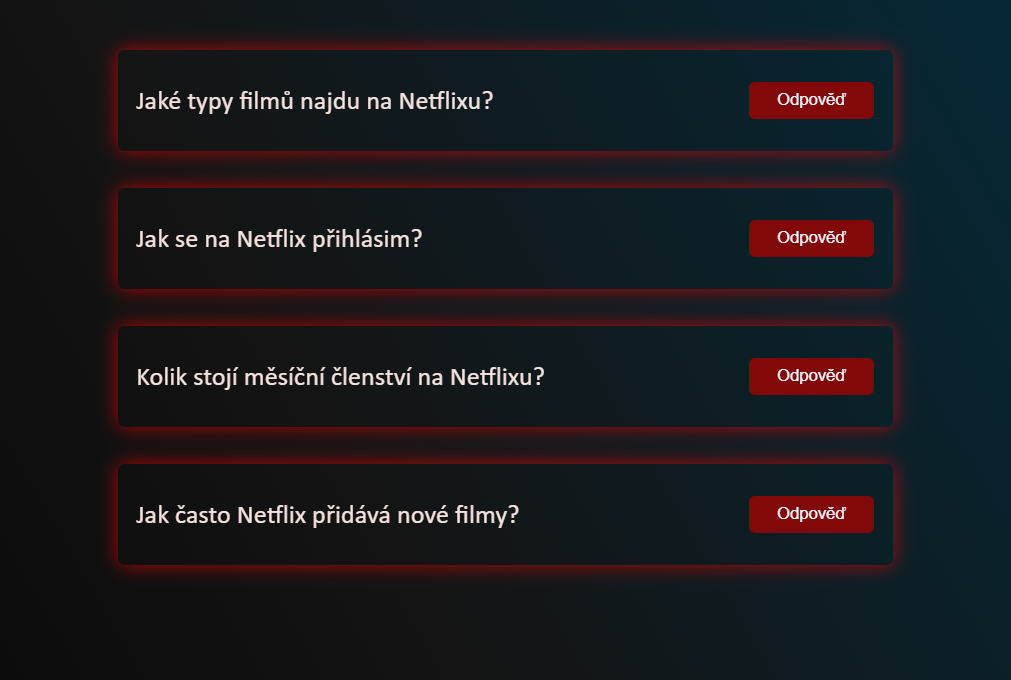 Jaké typy filmů najdu na Netflixu?
Odpověď
Jak se na Netflix přihlásim?
Odpověď
Kolik stojí měsíční členství na Netflixu?
Odpověď
Jak často Netflix přidává nové filmy?
Odpověď